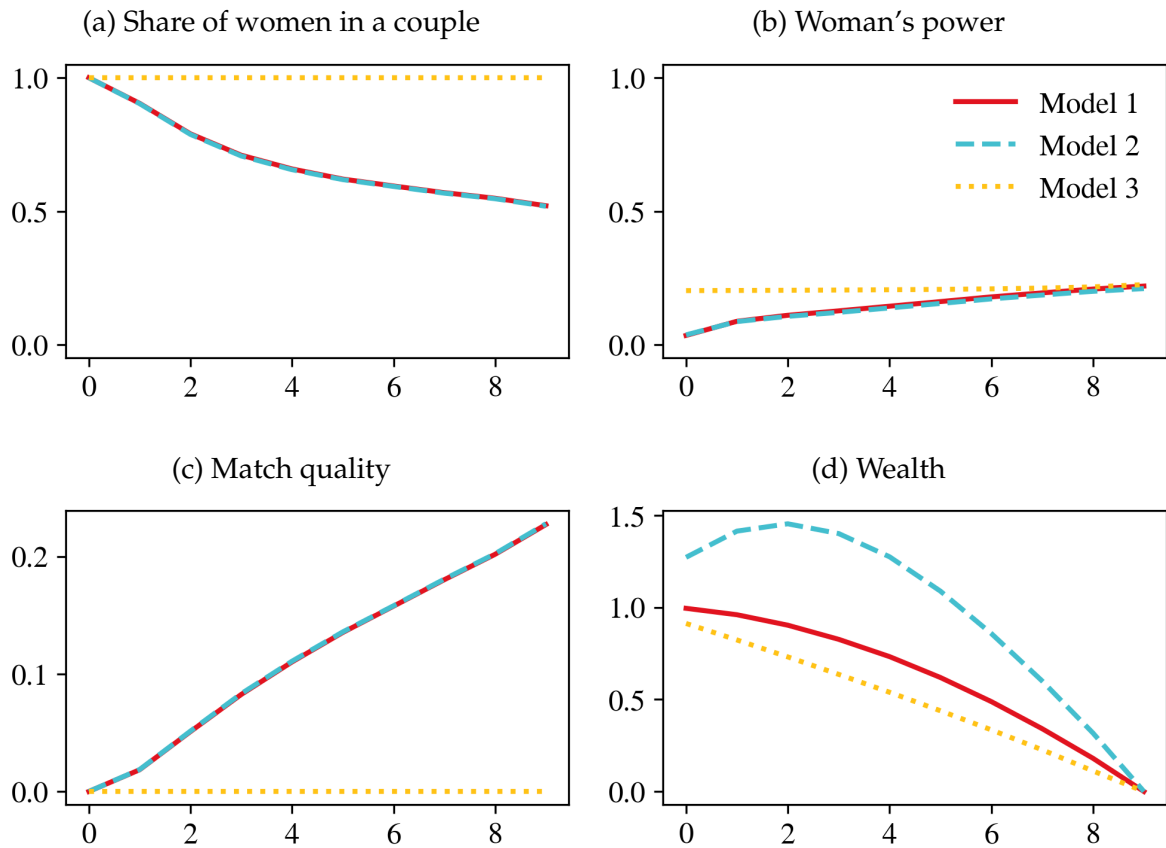 (a) Share of women in a couple
1.0
0.5
0.0
0 2 4 6 8
(b) Woman's power
1.0
0.5
0.0
0 2 4 6 8
Model 1
Model 2
Model 3
(c) Match quality
0.2
0.1
0.0
0 2 4 6 8
(d) Wealth
1.5
1.0
0.5
0.0
0 2 4 6 8